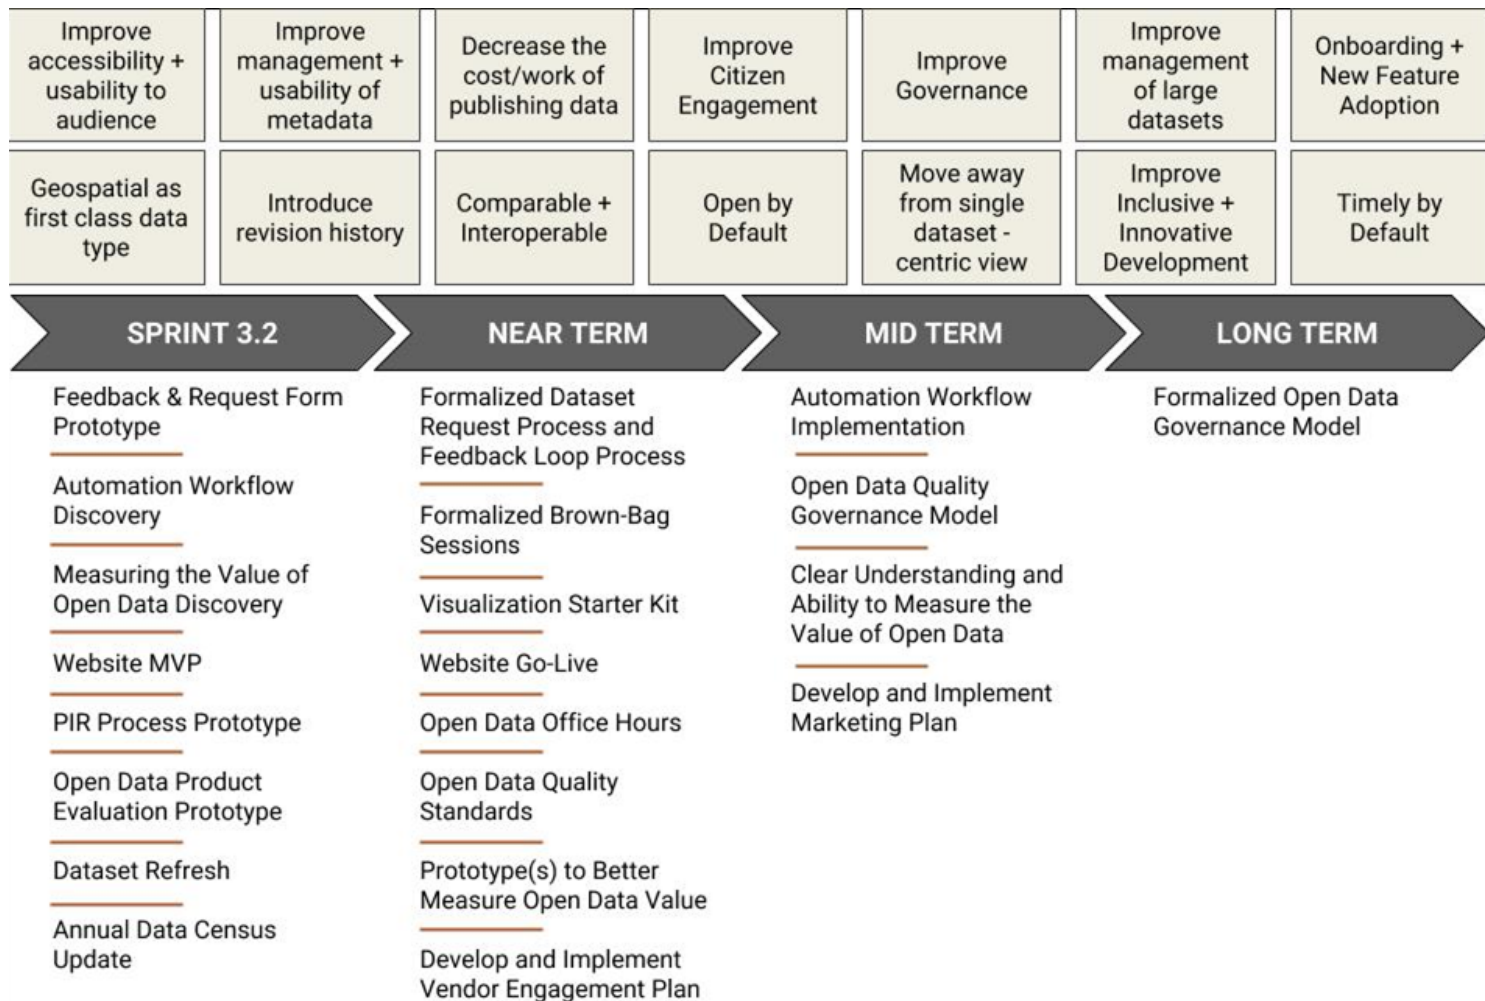 Improve
accessibility +
usability to
audience
Improve
management +
usability of
metadata
Decrease the
cost/work of
publishing data
Improve
Citizen
Engagement
Improve
Governance
Improve
management
of large
datasets
Onboarding +
New Feature
Adoption
Geospatial as
first class data
type
Introduce
revision history
Comparable +
Interoperable
Open by
Default
Move away
from single
dataset -
centric view
Improve
Inclusive +
Innovative
Development
Timely by
Default
SPRINT 3.2
Feedback & Request Form
Prototype
Automation Workflow
Discovery
Measuring the Value of
Open Data Discovery
Website MVP
PIR Process Prototype
Open Data Product
Evaluation Prototype
Dataset Refresh
Annual Data Census
Update
NEAR TERM
Formalized Dataset
Request Process and
Feedback Loop Process
Formalized Brown-Bag
Sessions
Visualization Starter Kit
Website Go-Live
Open Data Office Hours
Open Data Quality
Standards
Prototype(s) to Better
Measure Open Data Value
Develop and Implement
Vendor Engagement Plan
MID TERM
Automation Workflow
Implementation
Open Data Quality
Governance Model
Clear Understanding and
Ability to Measure the
Value of Open Data
Develop and Implement
Marketing Plan
LONG TERM
Formalized Open Data
Governance Model